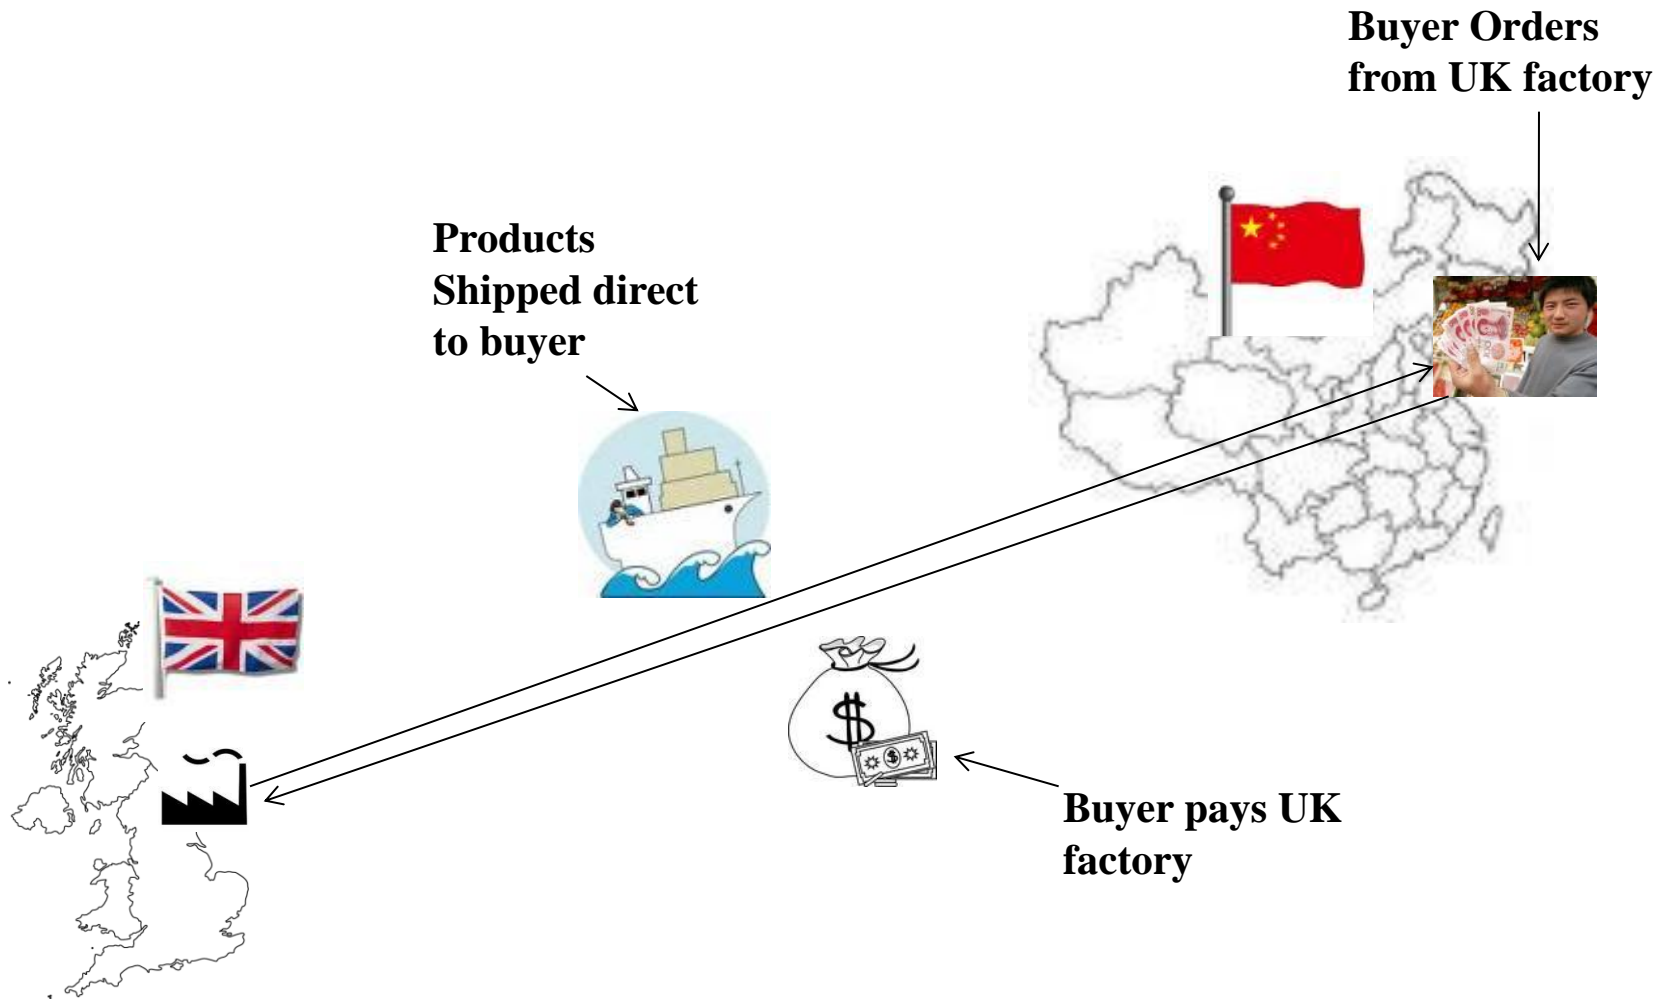 Buyer Orders
from UK factory
Products
Shipped direct
to buyer
$
$
Buyer pays UK
factory